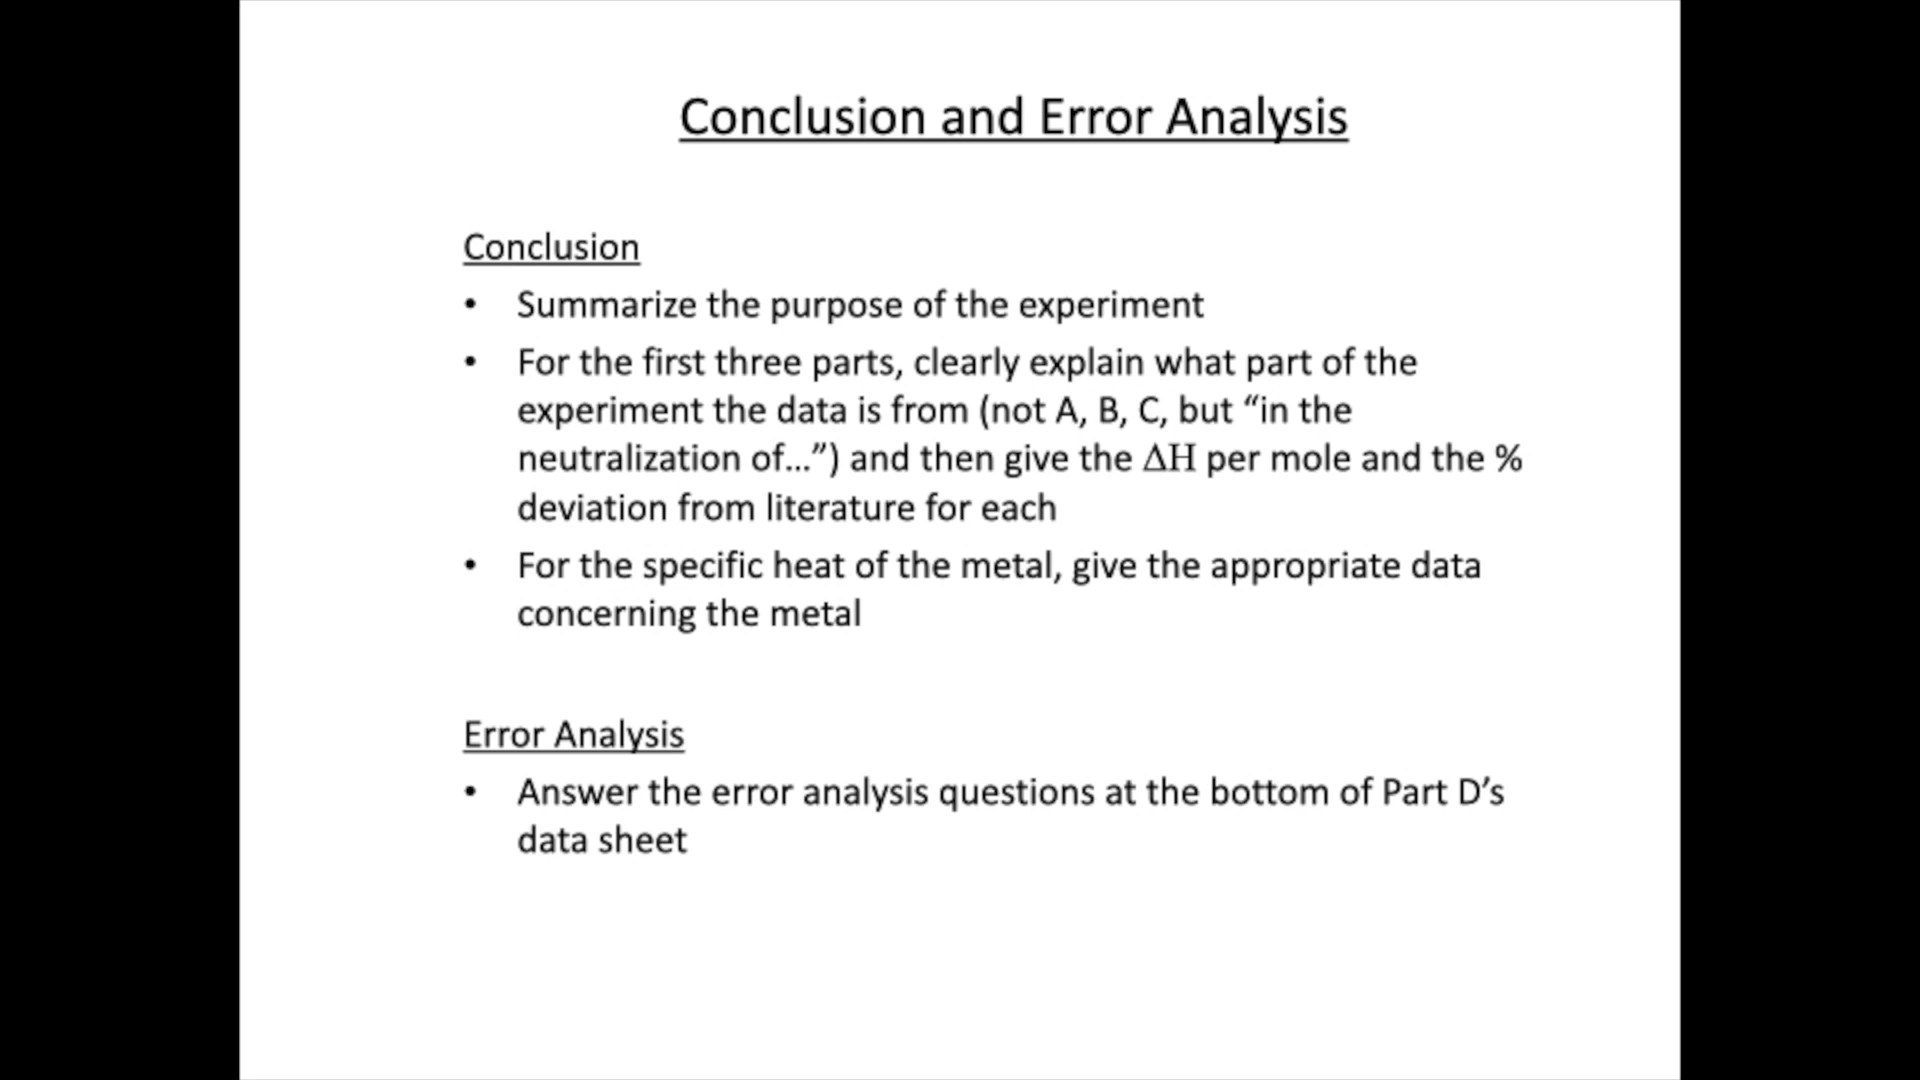 Conclusion and Error Analysis
Conclusion
• Summarize the purpose of the experiment
• For the first three parts, clearly explain what part of the
experiment the data is from (not A, B, C, but “in the
neutralization of…”) and then give the ΔH per mole and the %
deviation from literature for each
• For the specific heat of the metal, give the appropriate data
concerning the metal
Error Analysis
• Answer the error analysis questions at the bottom of Part D’s
data sheet